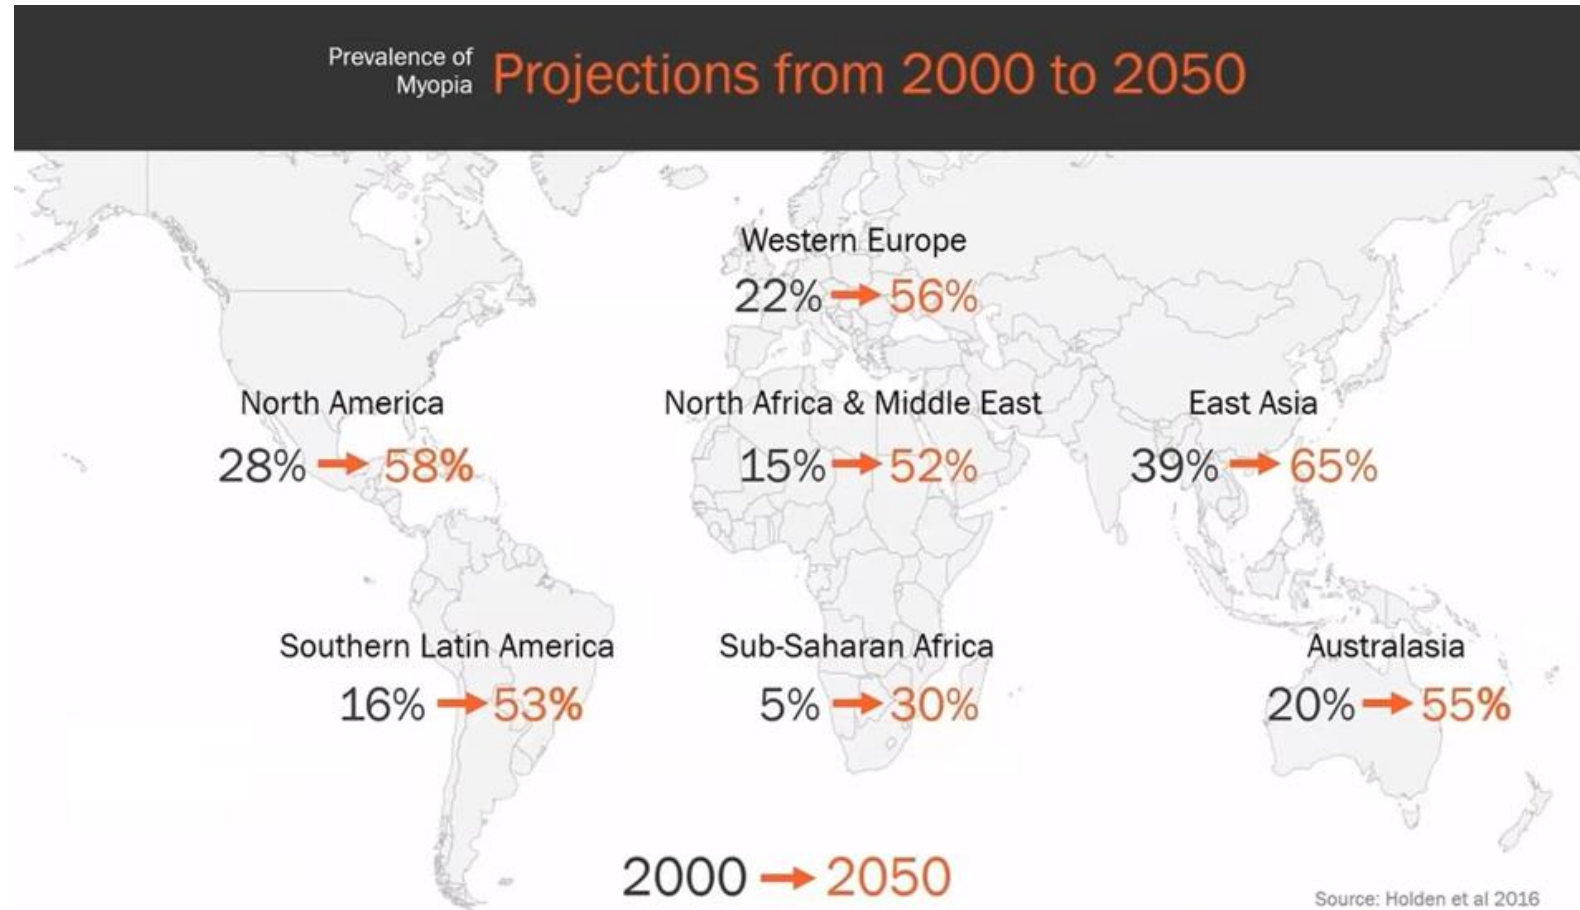 Prevalence of
Myopia
Projections from 2000 to 2050
Western Europe
22% → 56%
North America
28% → 58%
North Africa & Middle East
15% → 52%
East Asia
39% → 65%
Southern Latin America
16% → 53%
Sub-Saharan Africa
5% → 30%
Australasia
20% → 55%
2000 → 2050
Source: Holden et al 2016